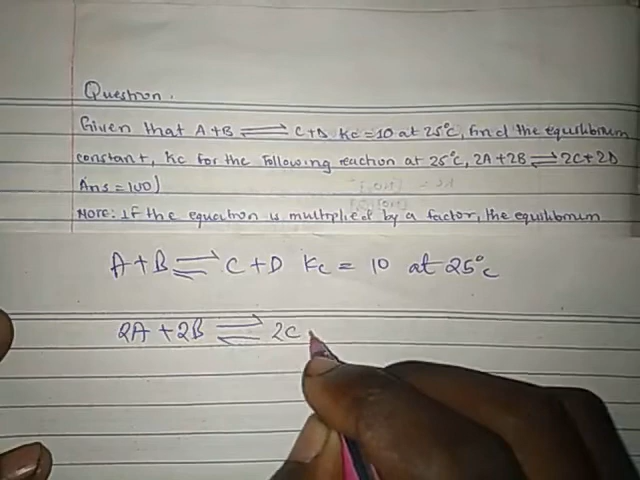 Question.
Given that A+B ⇌ C+D Kc=10 at 25°C, find the equilibrium
constant, Kc for the following reaction at 25°C, 2A+2B⇌2C+2D
Ans=100)
Note: If the equation is multiplied by a factor, the equilibrium
A+B ⇌ C+D Kc = 10 at 25°C
2A+2B ⇌ 2C